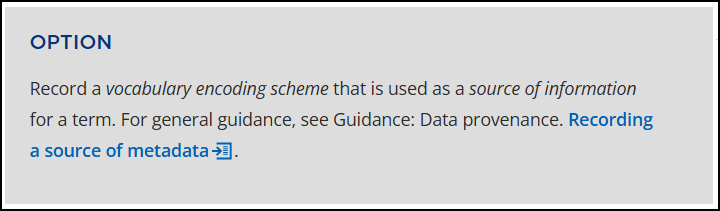 OPTION
Record a vocabulary encoding scheme that is used as a source of information
for a term. For general guidance, see Guidance: Data provenance. Recording
a source of metadata.